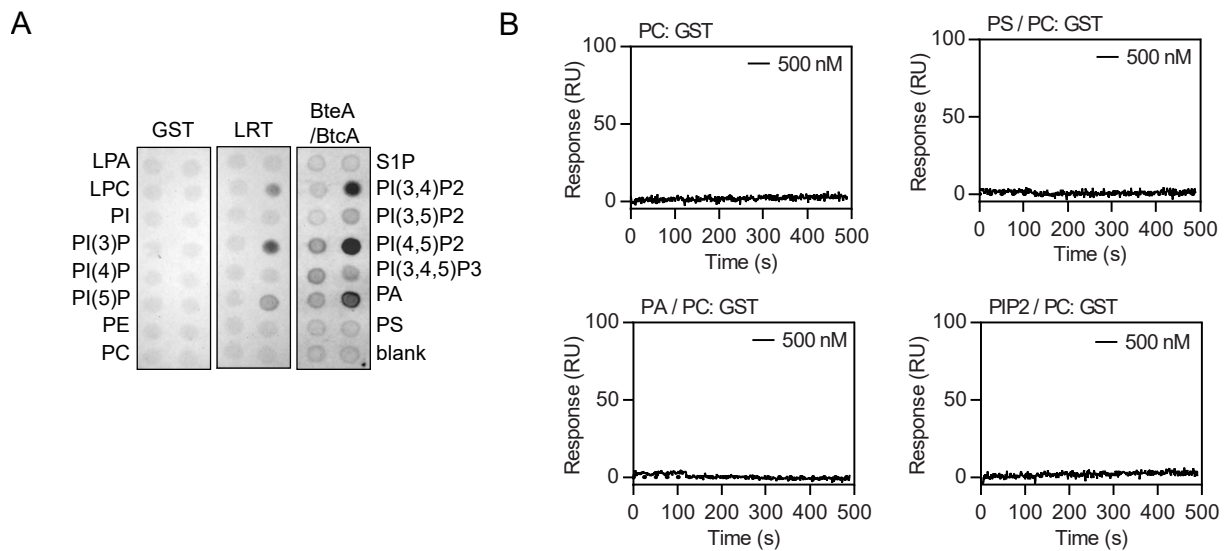 A
GST
LRT
BteA
/BtcA
LPA
LPC
PI
PI(3)P
PI(4)P
PI(5)P
PE
PC
S1P
PI(3,4)P2
PI(3,5)P2
PI(4,5)P2
PI(3,4,5)P3
PA
PS
blank
B
PC: GST
500 nM
Response (RU)
100
50
0
0 100 200 300 400 500
Time (s)
PS / PC: GST
500 nM
Response (RU)
100
50
0
0 100 200 300 400 500
Time (s)
PA / PC: GST
500 nM
Response (RU)
100
50
0
0 100 200 300 400 500
Time (s)
PIP2 / PC: GST
500 nM
Response (RU)
100
50
0
0 100 200 300 400 500
Time (s)